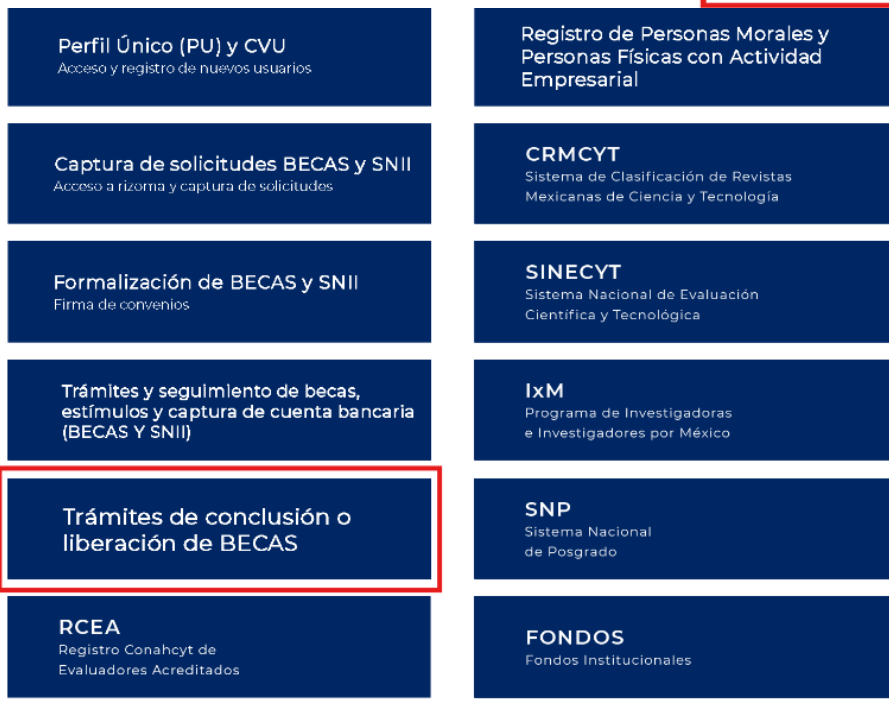 Perfil Único (PU) y CVU
Acceso y registro de nuevos usuarios
Captura de solicitudes BECAS y SNII
Acceso a rizoma y captura de solicitudes
Formalización de BECAS y SNII
Firma de convenios
Trámites y seguimiento de becas,
estímulos y captura de cuenta bancaria
(BECAS Y SNII)
Trámites de conclusión o
liberación de BECAS
RCEA
Registro Conahcyt de
Evaluadores Acreditados
Registro de Personas Morales y
Personas Físicas con Actividad
Empresarial
CRMCYT
Sistema de Clasificación de Revistas
Mexicanas de Ciencia y Tecnología
SINECYT
Sistema Nacional de Evaluación
Científica y Tecnológica
IxM
Programa de Investigadoras
e Investigadores por México
SNP
Sistema Nacional
de Posgrado
FONDOS
Fondos Institucionales